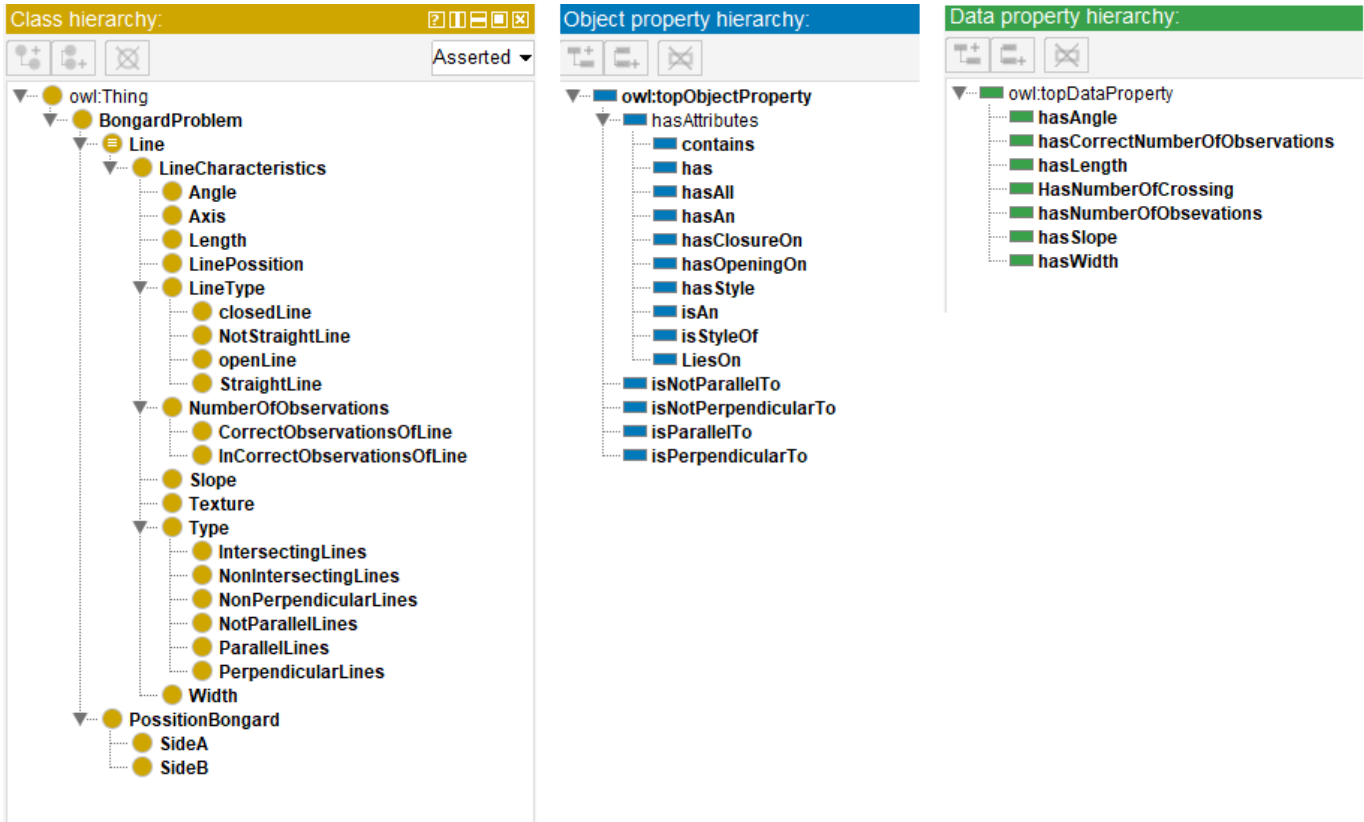 Class hierarchy:
Asserted
owl:Thing
BongardProblem
Line
LineCharacteristics
Angle
Axis
Length
LinePossition
LineType
closedLine
NotStraightLine
openLine
StraightLine
NumberOfObservations
CorrectObservationsOfLine
InCorrectObservationsOfLine
Slope
Texture
Type
IntersectingLines
NonIntersectingLines
NonPerpendicularLines
NotParallelLines
ParallelLines
PerpendicularLines
Width
PossitionBongard
SideA
SideB
Object property hierarchy:
owl:topObjectProperty
hasAttributes
contains
has
hasAll
hasAn
hasClosureOn
hasOpeningOn
hasStyle
isAn
isStyleOf
LiesOn
isNotParallelTo
isNotPerpendicularTo
isParallelTo
isPerpendicularTo
Data property hierarchy:
owl:topDataProperty
hasAngle
hasCorrectNumberOfObservations
hasLength
HasNumberOfCrossing
hasNumberOfObsevations
hasSlope
hasWidth